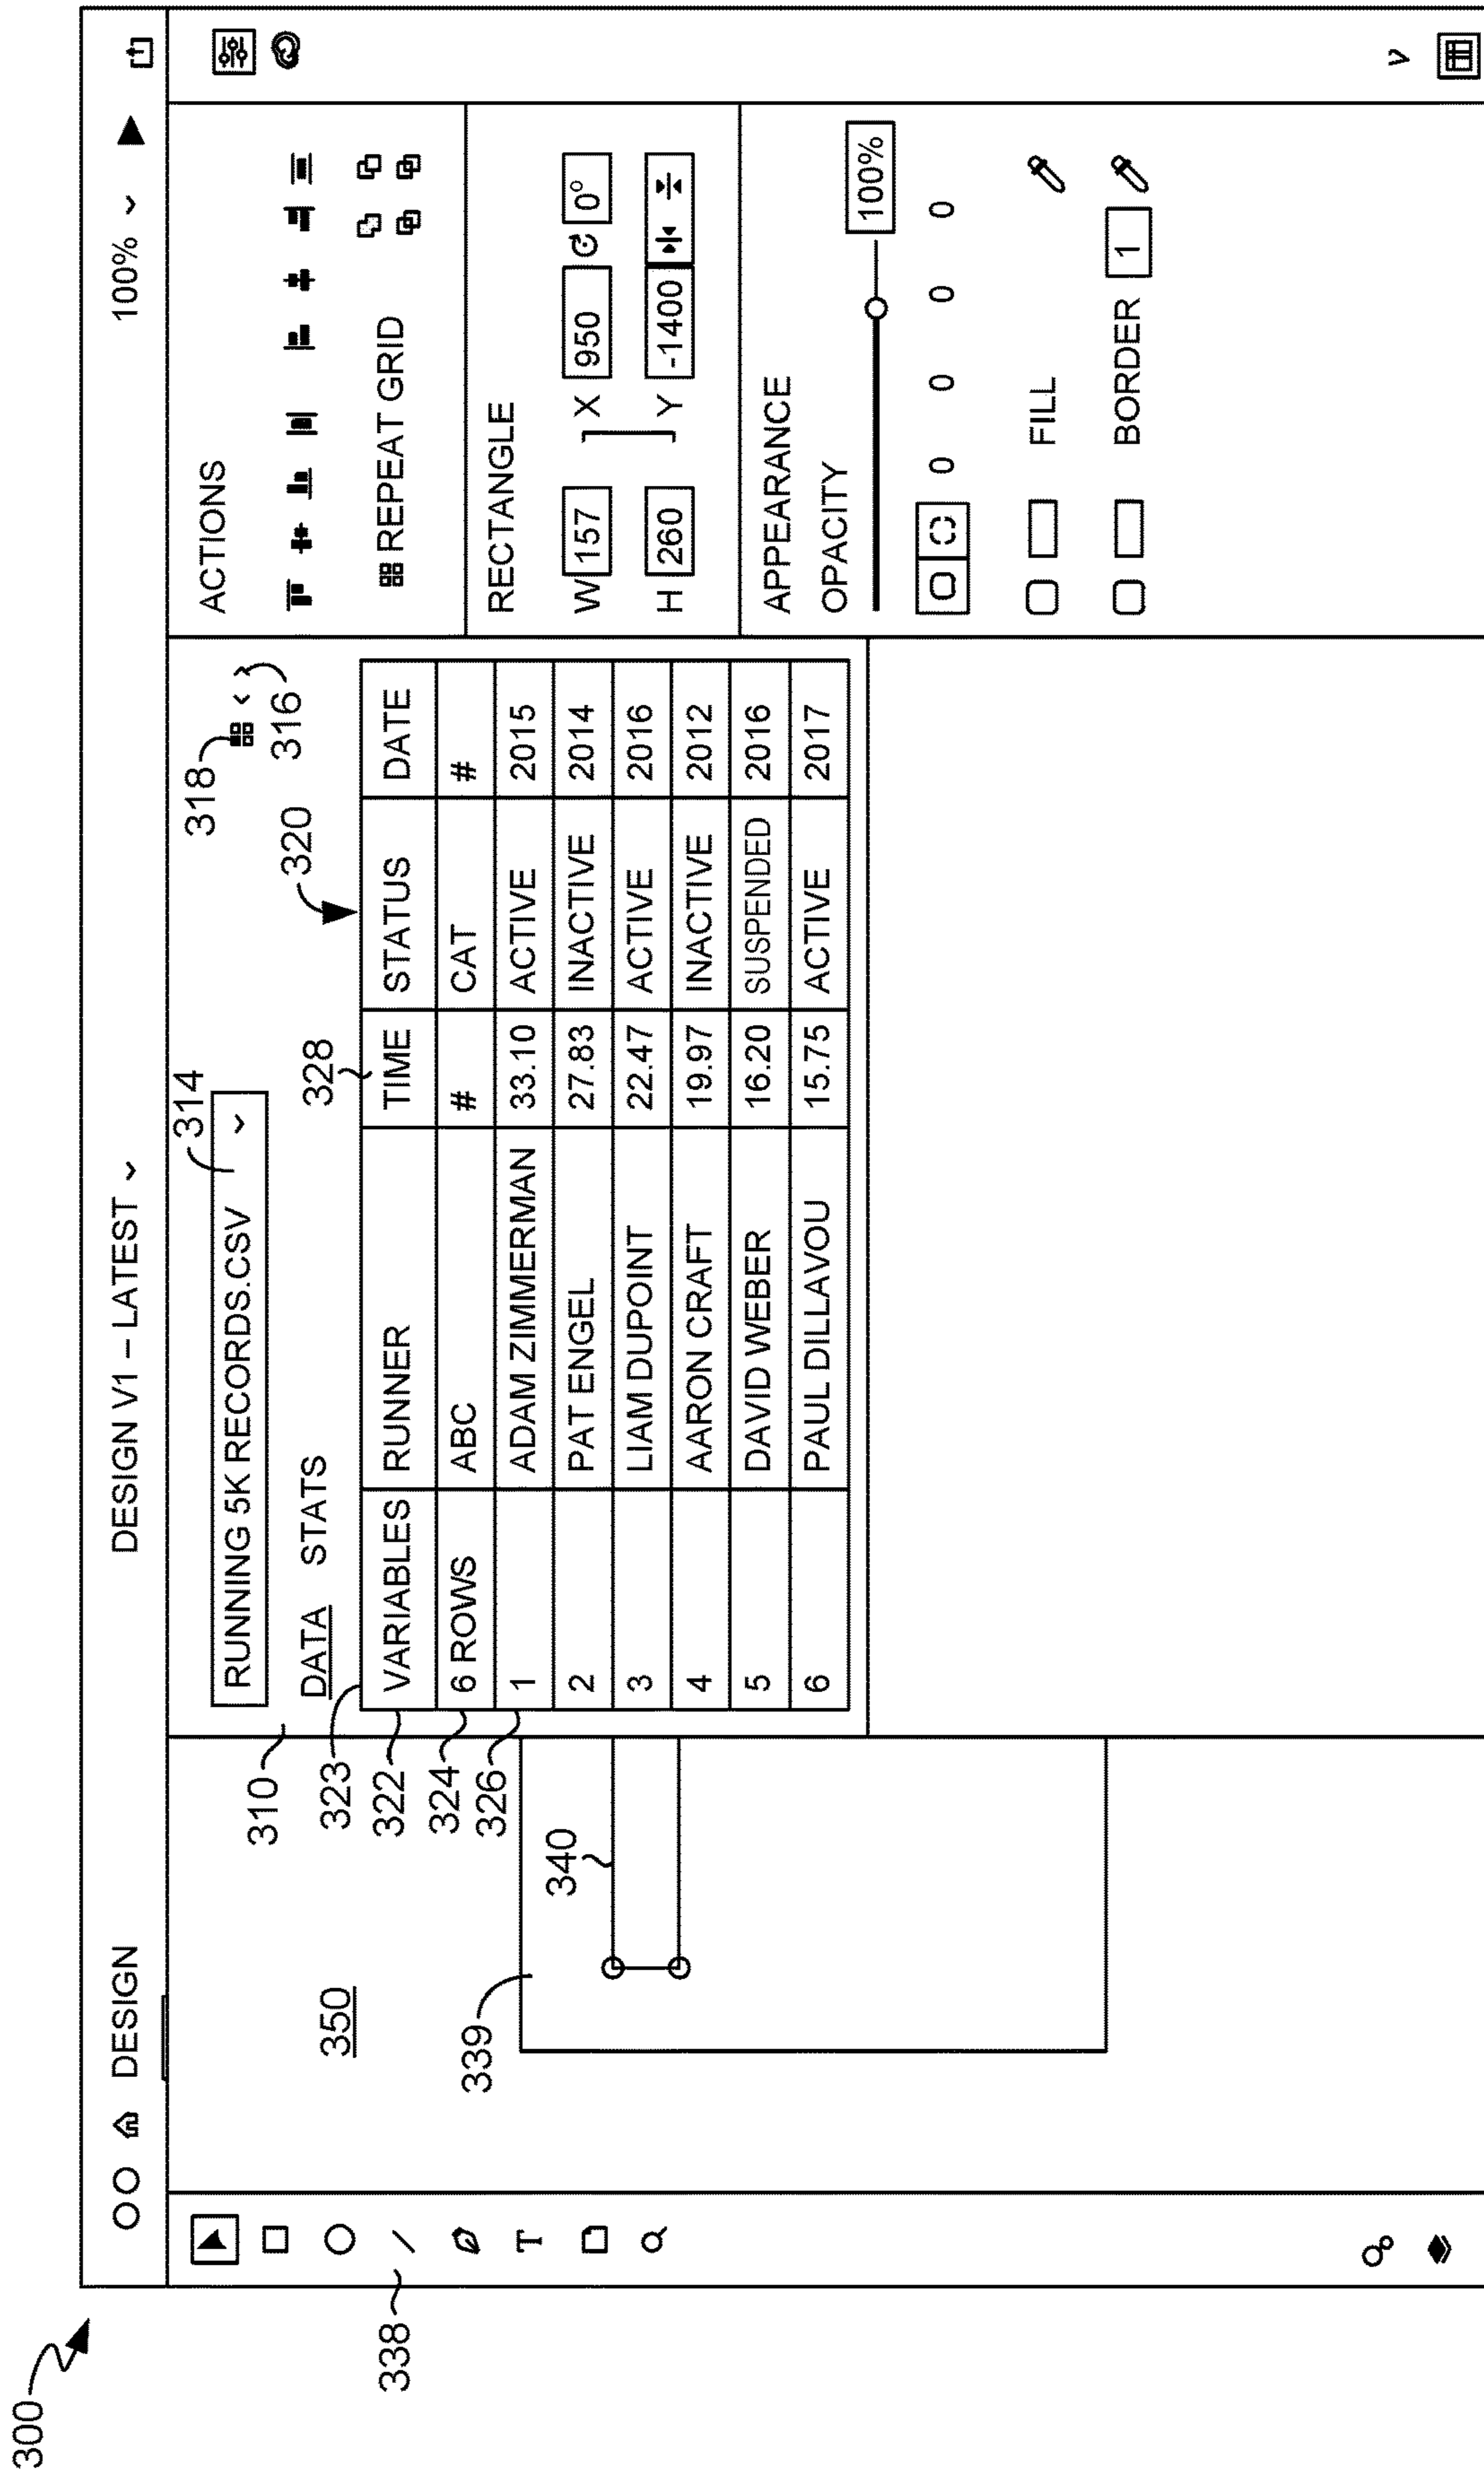 300
DESIGN
DESIGN V1 – LATEST
100%
338
T
350
339
340
310
314
RUNNING 5K RECORDS.CSV
318
316
DATA STATS
320
328
323
322
324
326
VARIABLES RUNNER TIME STATUS DATE
6 ROWS ABC # CAT #
1 ADAM ZIMMERMAN 33.10 ACTIVE 2015
2 PAT ENGEL 27.83 INACTIVE 2014
3 LIAM DUPOINT 22.47 ACTIVE 2016
4 AARON CRAFT 19.97 INACTIVE 2012
5 DAVID WEBER 16.20 SUSPENDED 2016
6 PAUL DILLAVOU 15.75 ACTIVE 2017
ACTIONS
REPEAT GRID
RECTANGLE
W 157 X 950 0°
H 260 Y -1400
APPEARANCE
OPACITY
100%
0 0 0 0
FILL
BORDER 1